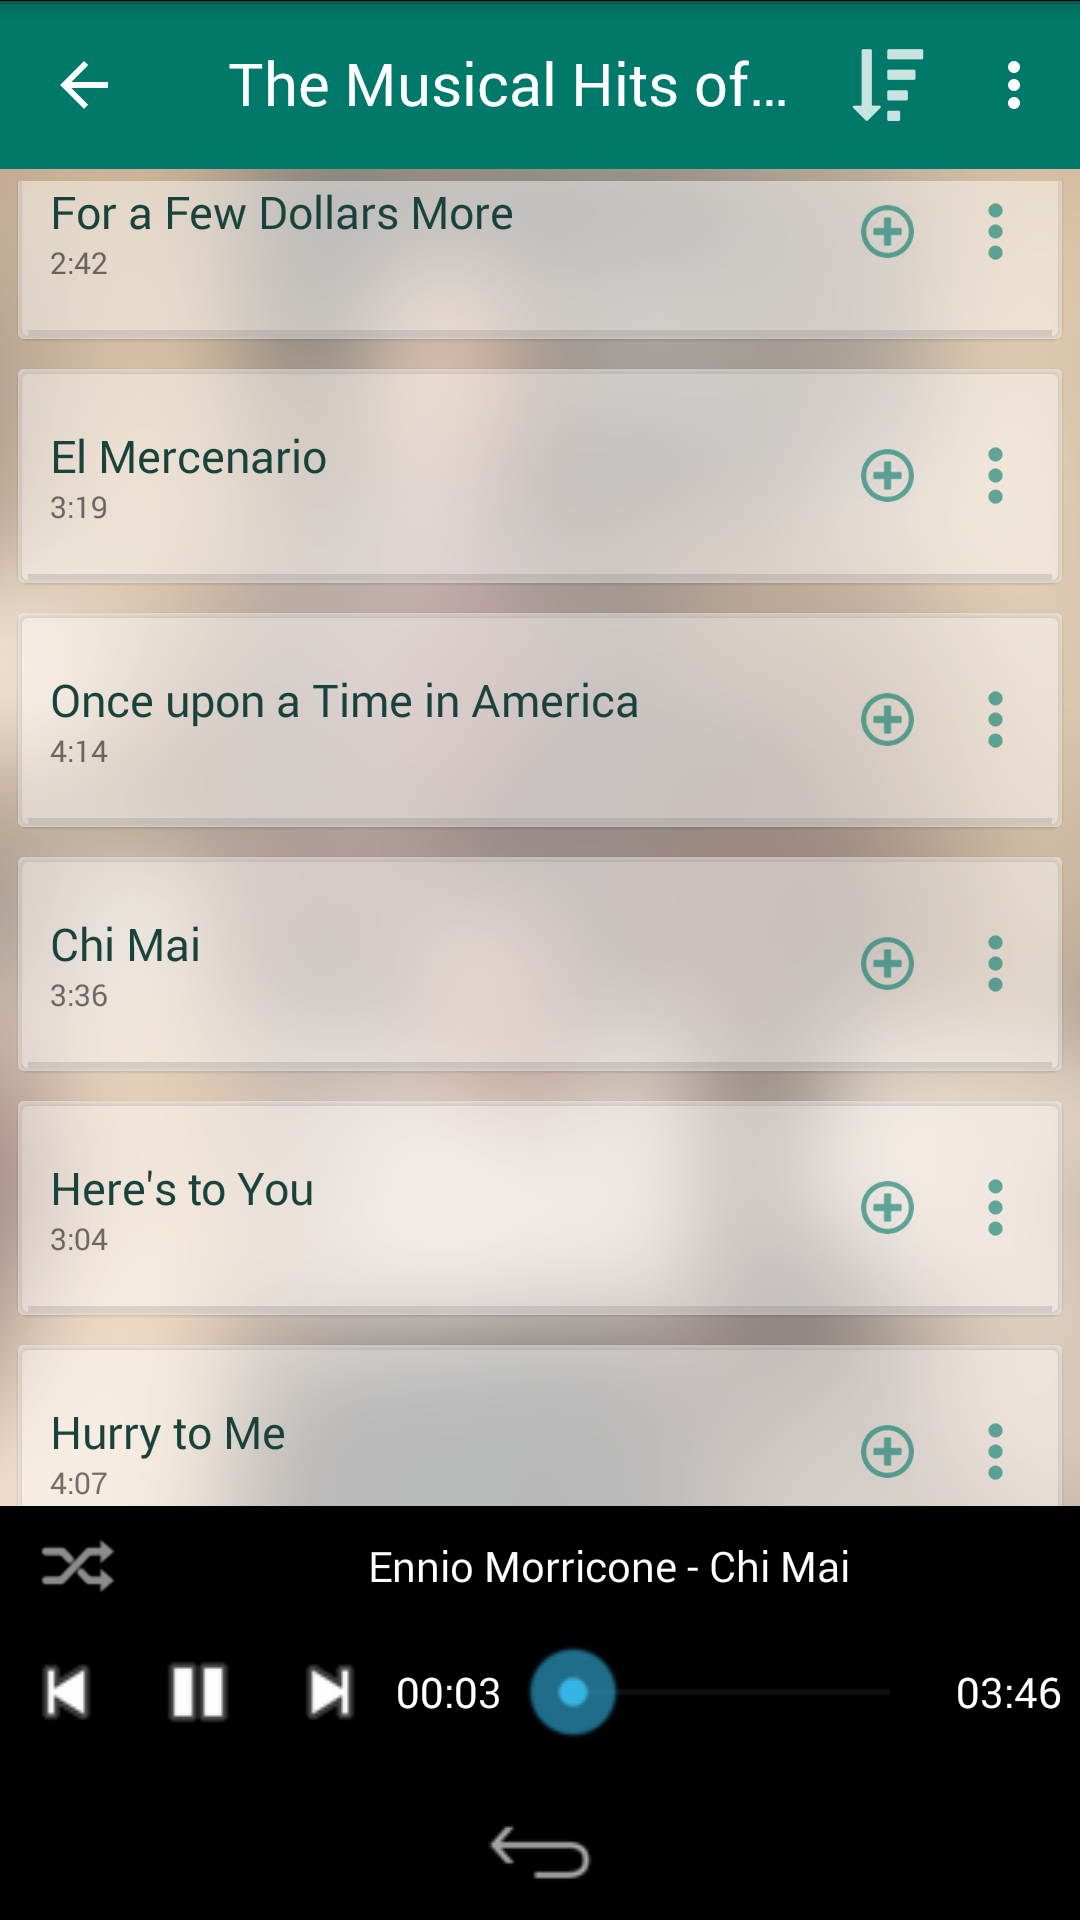 The Musical Hits of...
For a Few Dollars More
2:42
El Mercenario
3:19
Once upon a Time in America
4:14
Chi Mai
3:36
Here's to You
3:04
Hurry to Me
4:07
Ennio Morricone - Chi Mai
00:03
03:46